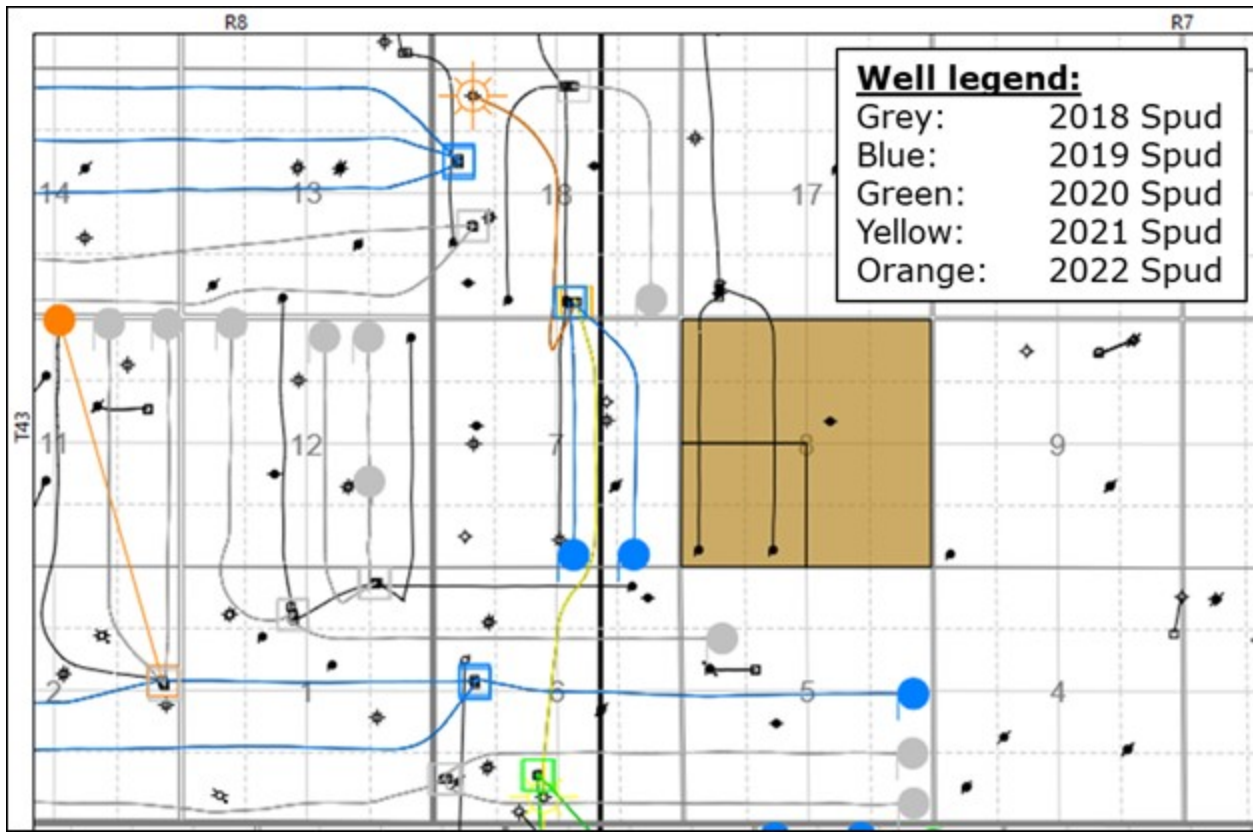 R8
R7
Well legend:
Grey: 2018 Spud
Blue: 2019 Spud
Green: 2020 Spud
Yellow: 2021 Spud
Orange: 2022 Spud
14
13
18
17
T43
11
12
7
8
9
2
1
6
5
4